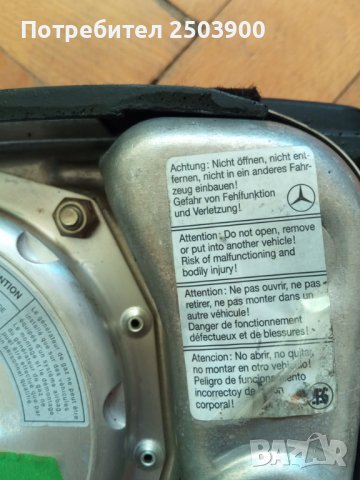 Потребител 2503900
Achtung: Nicht öffnen, nicht ent-
fernen, nicht in ein anderes Fahr-
zeug einbauen!
Gefahr von Fehlfunktion
und Verletzung!
Attention: Do not open, remove
or put into another vehicle!
Risk of malfunctioning and
bodily injury!
Attention: Ne pas ouvrir, ne pas
retirer, ne pas monter dans un
autre véhicule!
Danger de fonctionnement
défectueux et de blessures!
Atencion: No abrir, no quitar,
no montar en otro vehículo!
Peligro de funcionamiento
incorrecto y de
corporal!
bazar.bg